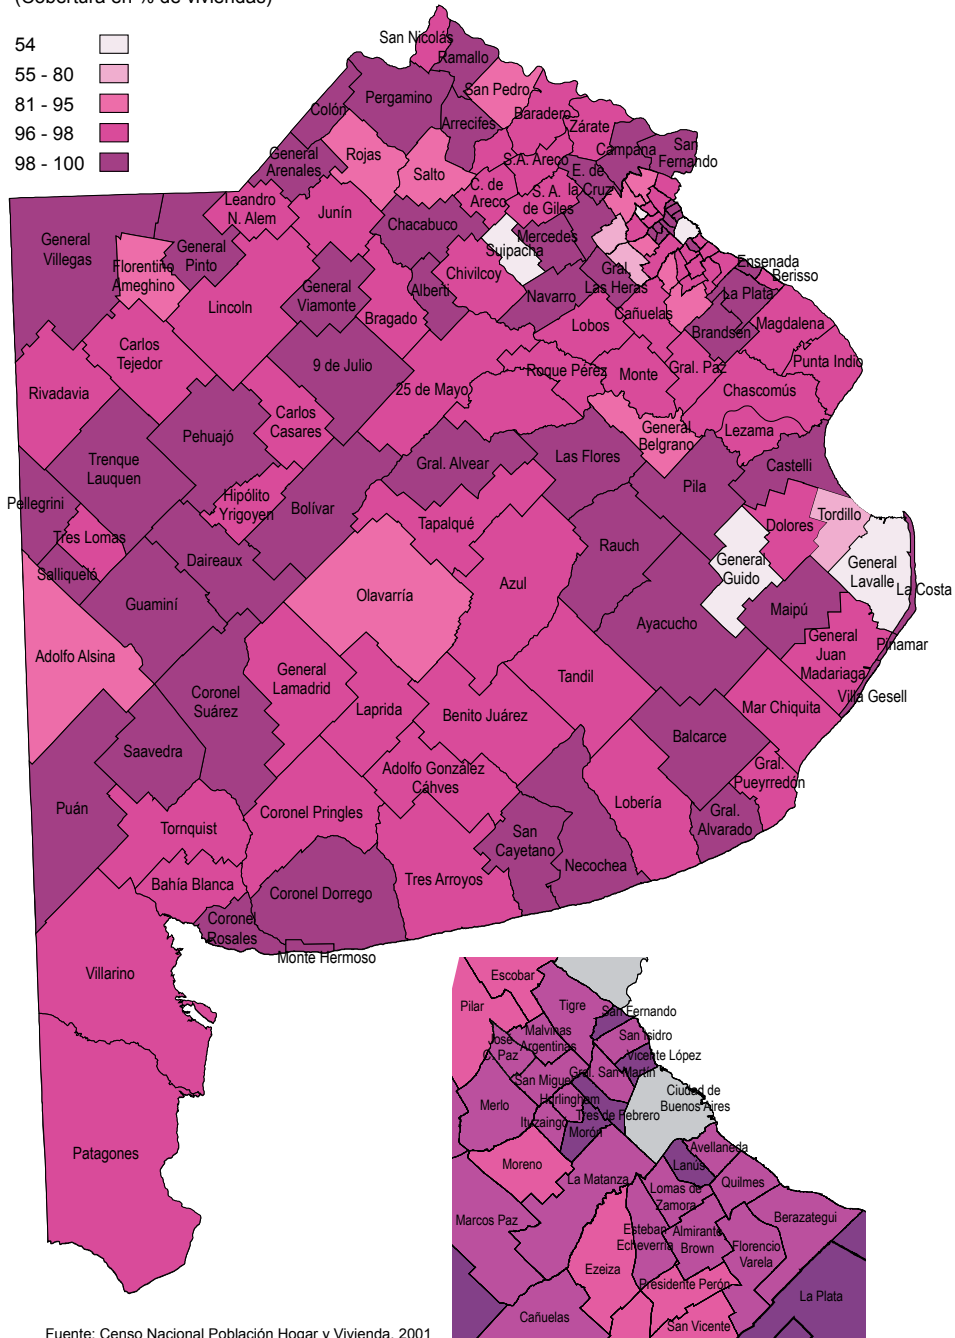 (Cobertura en % de viviendas)
54
55 - 80
81 - 95
96 - 98
98 - 100
San Nicolás
Ramallo
San Pedro
Pergamino
Colón
Arrecifes
Baradero
Zárate
Campana
San
Fernando
General
Arenales
Rojas
Salto
S.A. Areco
E. de
la Cruz
C. de
Areco
S. A.
de Giles
Leandro
N. Alem
Junín
Chacabuco
Mercedes
Suipacha
General
Villegas
General
Pinto
Florentino
Ameghino
Lincoln
General
Viamonte
Alberti
Chivilcoy
Bragado
Navarro
Gral.
Las Heras
Ensenada
Berisso
La Plata
Cañuelas
Brandsen
Magdalena
Lobos
Carlos
Tejedor
9 de Julio
25 de Mayo
Roque Pérez
Monte
Gral. Paz
Punta Indio
Chascomús
Rivadavia
Carlos
Casares
Pehuajó
General
Belgrano
Lezama
Trenque
Lauquen
Gral. Alvear
Las Flores
Castelli
Pila
Pellegrini
Hipólito
Yrigoyen
Bolívar
Tapalqué
Tordillo
Dolores
Tres Lomas
Daireaux
Rauch
General
Guido
General
Lavalle
La Costa
Salliqueló
Guaminí
Olavarría
Azul
Ayacucho
Maipú
General
Juan
Madariaga
Pinamar
Adolfo Alsina
Villa Gesell
Coronel
Suárez
General
Lamadrid
Laprida
Benito Juárez
Tandil
Mar Chiquita
Saavedra
Balcarce
Adolfo González
Cáhves
Gral.
Pueyrredón
Puán
Tornquist
Coronel Pringles
Lobería
Gral.
Alvarado
San
Cayetano
Necochea
Bahía Blanca
Coronel Dorrego
Tres Arroyos
Coronel
Rosales
Monte Hermoso
Villarino
Patagones
Escobar
Pilar
Tigre
San Fernando
San Isidro
Malvinas
Argentinas
José
C. Paz
Vicente López
San Miguel
Gral. San Martín
Ciudad de
Buenos Aires
Merlo
Hurlingham
Tres de Febrero
Ituzaingo
Morón
Avellaneda
Moreno
Lanús
La Matanza
Lomas de
Zamora
Quilmes
Marcos Paz
Berazategui
Esteban
Echeverría
Almirante
Brown
Florencio
Varela
Ezeiza
Presidente Perón
La Plata
Cañuelas
San Vicente
Fuente: Censo Nacional Población Hogar y Vivienda. 2001